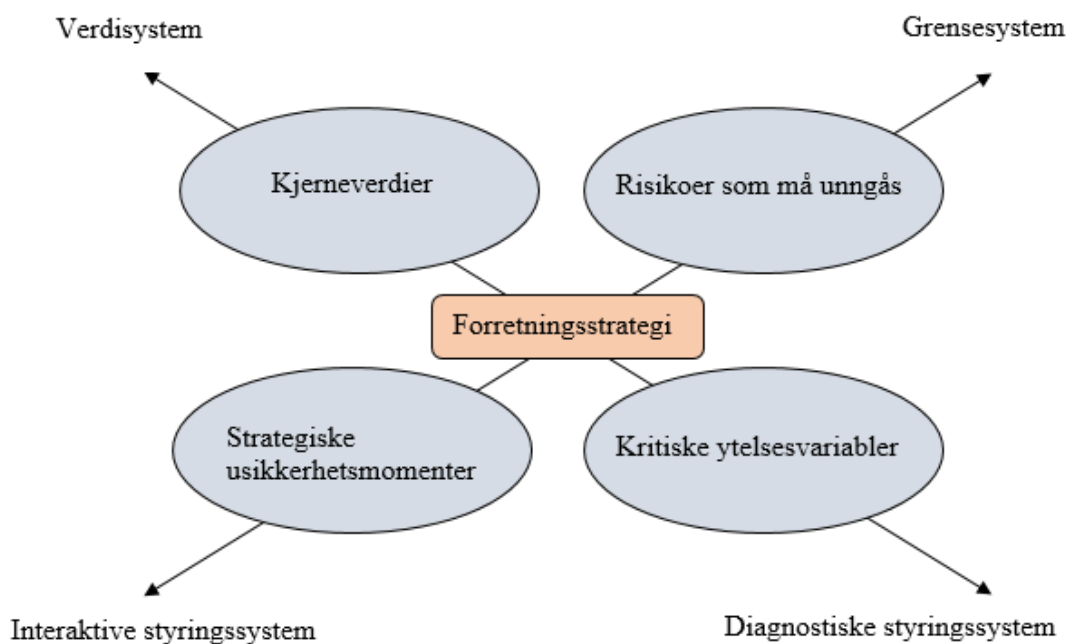 Verdisystem
Grensesystem
Kjerneverdier
Risikoer som må unngås
Forretningsstrategi
Strategiske
usikkerhetsmomenter
Kritiske ytelsesvariabler
Interaktive styringssystem
Diagnostiske styringssystem